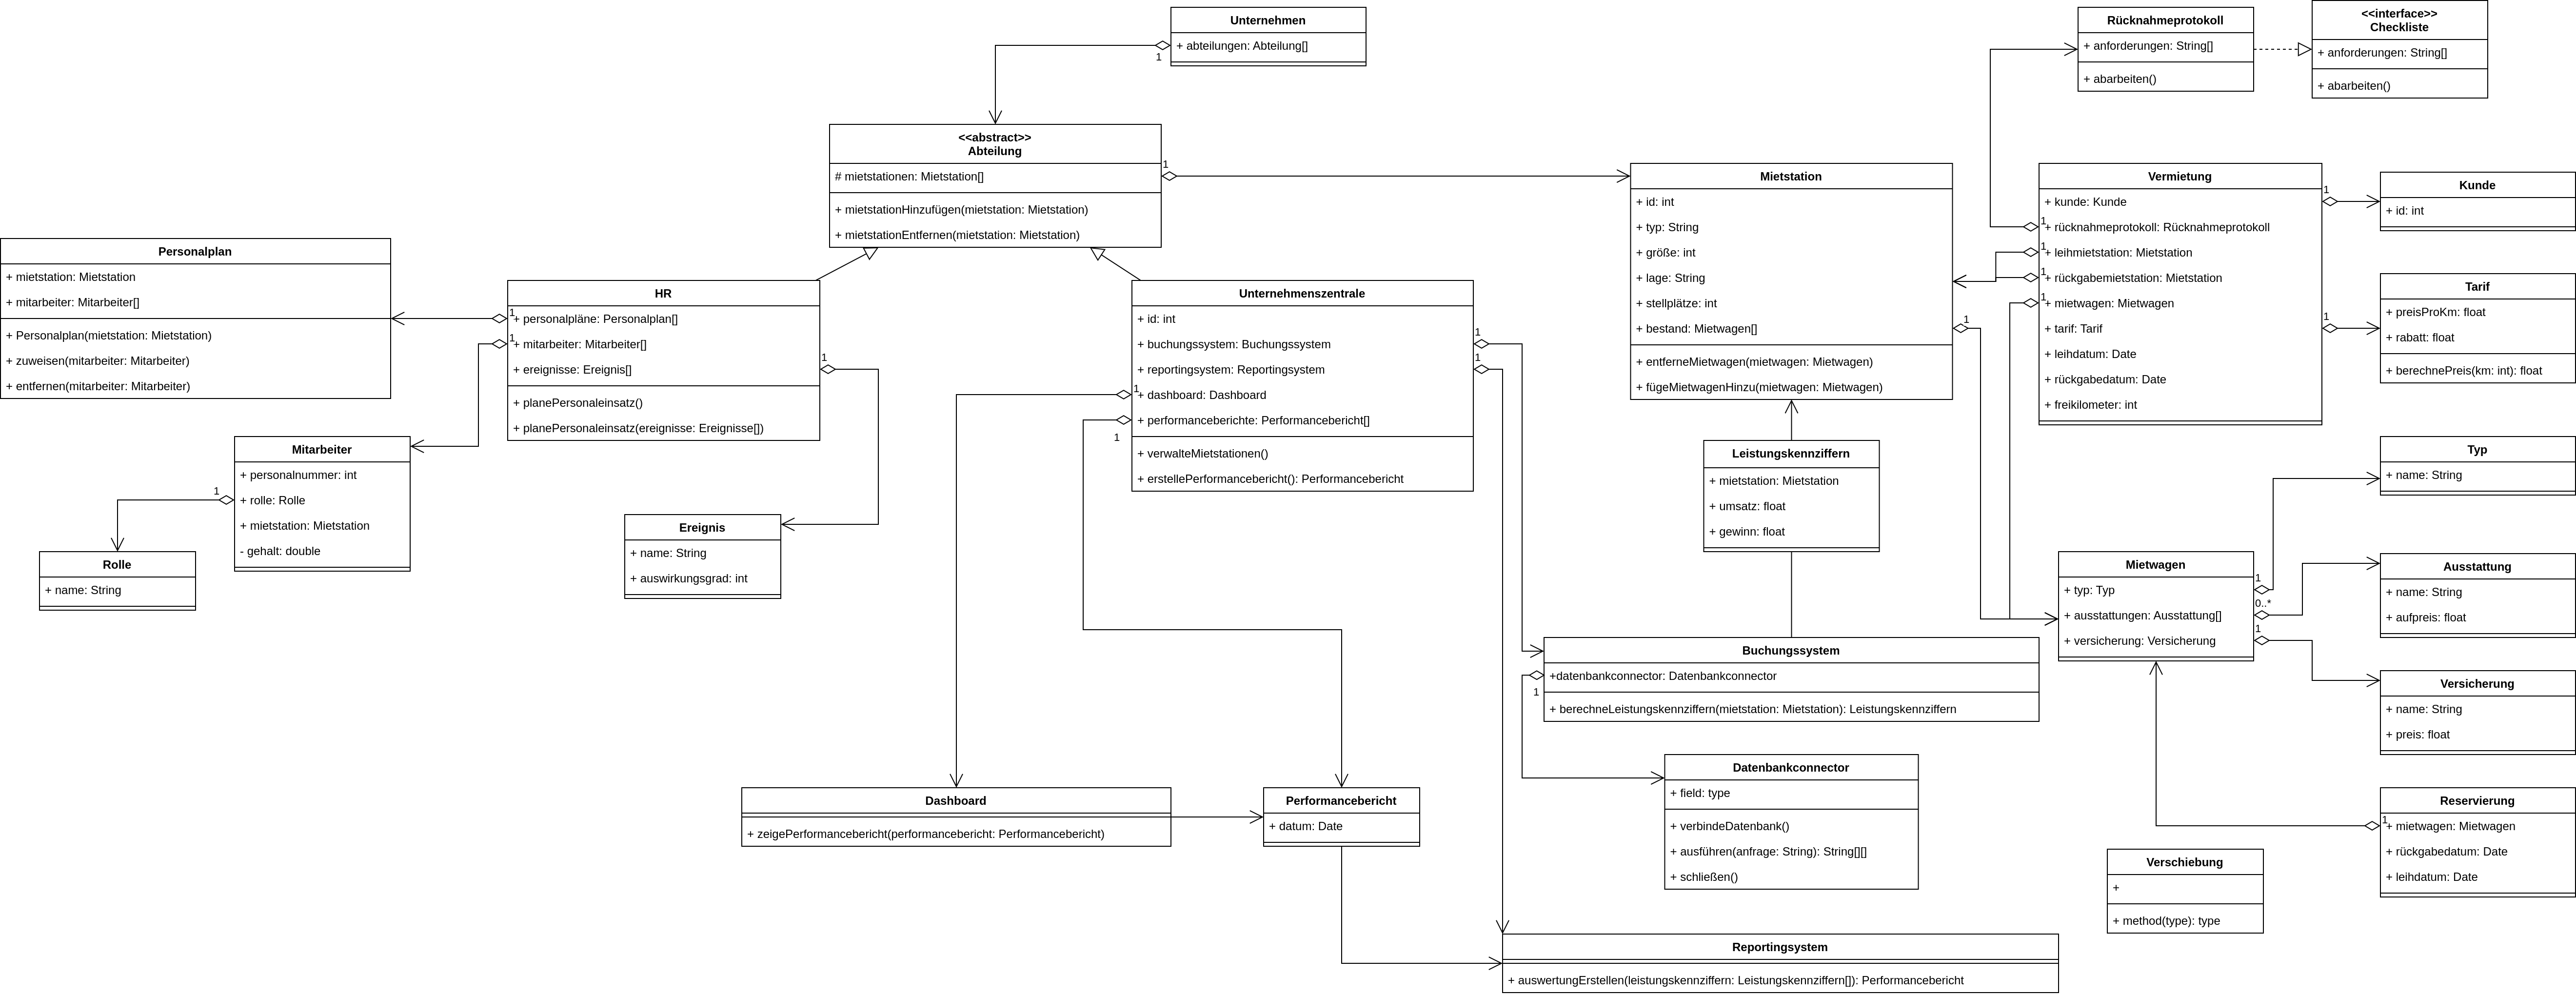 Unternehmen
+ abteilungen: Abteilung[]
1
<<abstract>>
Abteilung
# mietstationen: Mietstation[]
+ mietstationHinzufügen(mietstation: Mietstation)
+ mietstationEntfernen(mietstation: Mietstation)
1
Rücknahmeprotokoll
+ anforderungen: String[]
+ abarbeiten()
<<interface>>
Checkliste
+ anforderungen: String[]
+ abarbeiten()
Personalplan
+ mietstation: Mietstation
+ mitarbeiter: Mitarbeiter[]
+ Personalplan(mietstation: Mietstation)
+ zuweisen(mitarbeiter: Mitarbeiter)
+ entfernen(mitarbeiter: Mitarbeiter)
HR
1
+ personalpläne: Personalplan[]
1
+ mitarbeiter: Mitarbeiter[]
+ ereignisse: Ereignis[]
1
+ planePersonaleinsatz()
+ planePersonaleinsatz(ereignisse: Ereignisse[])
Unternehmenszentrale
+ id: int
+ buchungssystem: Buchungssystem
1
+ reportingsystem: Reportingsystem
1
1
+ dashboard: Dashboard
+ performanceberichte: Performancebericht[]
1
+ verwalteMietstationen()
+ erstellePerformancebericht(): Performancebericht
Mietstation
+ id: int
+ typ: String
+ größe: int
+ lage: String
+ stellplätze: int
+ bestand: Mietwagen[]
1
+ entferneMietwagen(mietwagen: Mietwagen)
+ fügeMietwagenHinzu(mietwagen: Mietwagen)
Vermietung
+ kunde: Kunde
1
1
+ rücknahmeprotokoll: Rücknahmeprotokoll
1
+ leihmietstation: Mietstation
1
+ rückgabemietstation: Mietstation
1
+ mietwagen: Mietwagen
+ tarif: Tarif
1
+ leihdatum: Date
+ rückgabedatum: Date
+ freikilometer: int
Kunde
+ id: int
Tarif
+ preisProKm: float
+ rabatt: float
+ berechnePreis(km: int): float
Mitarbeiter
+ personalnummer: int
1
+ rolle: Rolle
+ mietstation: Mietstation
- gehalt: double
Rolle
+ name: String
Ereignis
+ name: String
+ auswirkungsgrad: int
Leistungskennziffern
+ mietstation: Mietstation
+ umsatz: float
+ gewinn: float
Typ
+ name: String
Mietwagen
+ typ: Typ
1
+ ausstattungen: Ausstattung[]
0..*
+ versicherung: Versicherung
1
Ausstattung
+ name: String
+ aufpreis: float
Buchungssystem
+datenbankconnector: Datenbankconnector
1
+ berechneLeistungskennziffern(mietstation: Mietstation): Leistungskennziffern
Versicherung
+ name: String
+ preis: float
Datenbankconnector
+ field: type
+ verbindeDatenbank()
+ ausführen(anfrage: String): String[][]
+ schließen()
Dashboard
+ zeigePerformancebericht(performancebericht: Performancebericht)
Performancebericht
+ datum: Date
Reservierung
1
+ mietwagen: Mietwagen
+ rückgabedatum: Date
+ leihdatum: Date
Verschiebung
+
+ method(type): type
Reportingsystem
+ auswertungErstellen(leistungskennziffern: Leistungskennziffern[]): Performancebericht